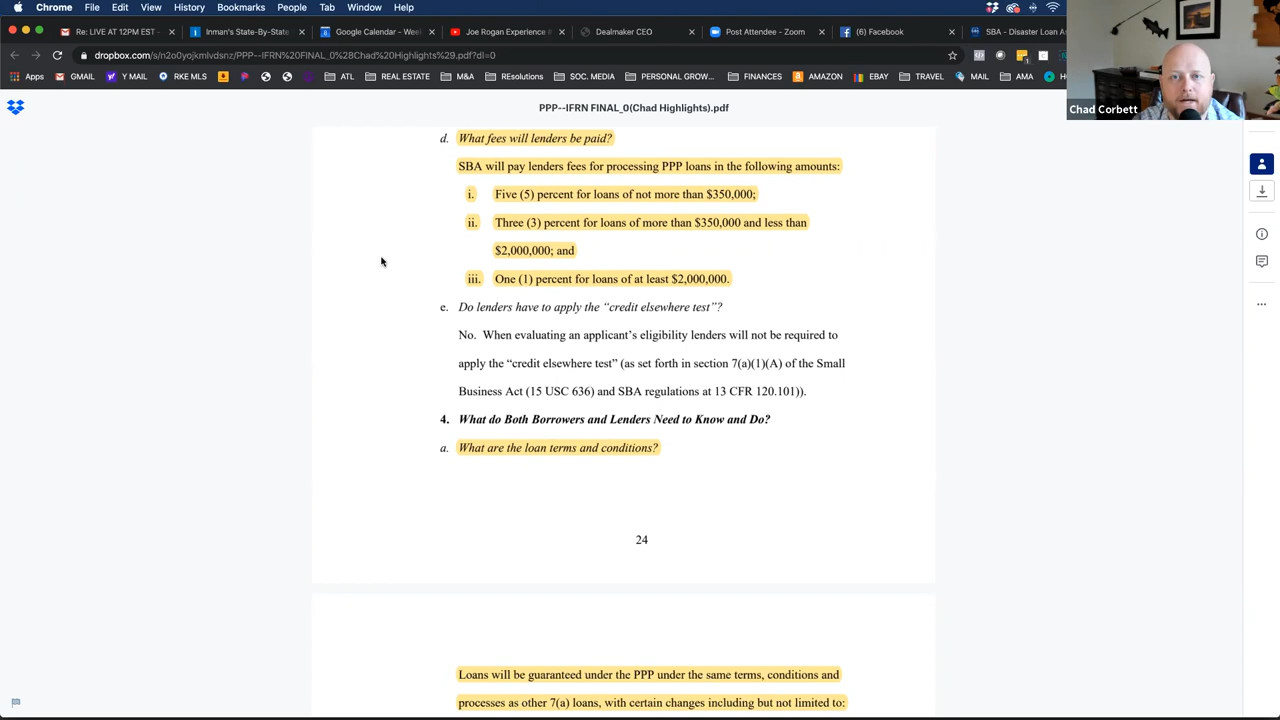 Chrome File Edit View History Bookmarks People Tab Window Help
Re: LIVE AT 12PM EST - Inman's State-By-State Google Calendar - Week Joe Rogan Experience Dealmaker CEO Post Attendee - Zoom (6) Facebook SBA - Disaster Loan As
dropbox.com/s/n2o0yojkmlvdsnz/PPP--IFRN%20FINAL_0%28Chad%20Highlights%29.pdf?dl=0
Apps GMAIL Y MAIL RKE MLS ATL REAL ESTATE M&A REsolutions SOC. MEDIA PERSONAL GROW... FINANCES AMAZON EBAY TRAVEL MAIL AMA
Chad Corbett
PPP--IFRN FINAL_0(Chad Highlights).pdf
d. What fees will lenders be paid?
SBA will pay lenders fees for processing PPP loans in the following amounts:
i. Five (5) percent for loans of not more than $350,000;
ii. Three (3) percent for loans of more than $350,000 and less than
$2,000,000; and
iii. One (1) percent for loans of at least $2,000,000.
e. Do lenders have to apply the “credit elsewhere test”?
No. When evaluating an applicant’s eligibility lenders will not be required to
apply the “credit elsewhere test” (as set forth in section 7(a)(1)(A) of the Small
Business Act (15 USC 636) and SBA regulations at 13 CFR 120.101)).
4. What do Both Borrowers and Lenders Need to Know and Do?
a. What are the loan terms and conditions?
24
Loans will be guaranteed under the PPP under the same terms, conditions and
processes as other 7(a) loans, with certain changes including but not limited to: